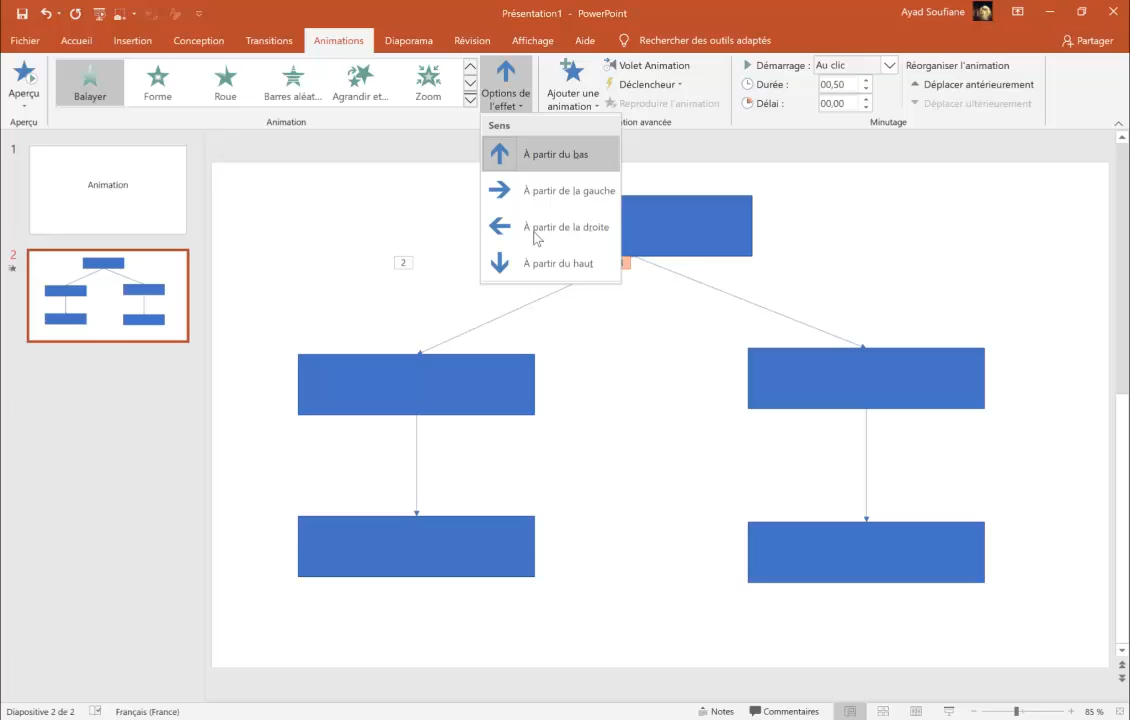 Présentation1 - PowerPoint
Ayad Soufiane
Fichier Accueil Insertion Conception Transitions Animations Diaporama Révision Affichage Aide Rechercher des outils adaptés Partager
Aperçu
Balayer Forme Roue Barres aléat... Agrandir et... Zoom
Options de l'effet
Ajouter une animation
Volet Animation
Déclencheur
Reproduire l'animation
Démarrage : Au clic
Durée : 00,50
Délai : 00,00
Réorganiser l'animation
Déplacer antérieurement
Déplacer ultérieurement
Aperçu Animation tion avancée Minutage
Sens
À partir du bas
À partir de la gauche
À partir de la droite
À partir du haut
1
Animation
2
2
Diapositive 2 de 2 Français (France) Notes Commentaires 85 %